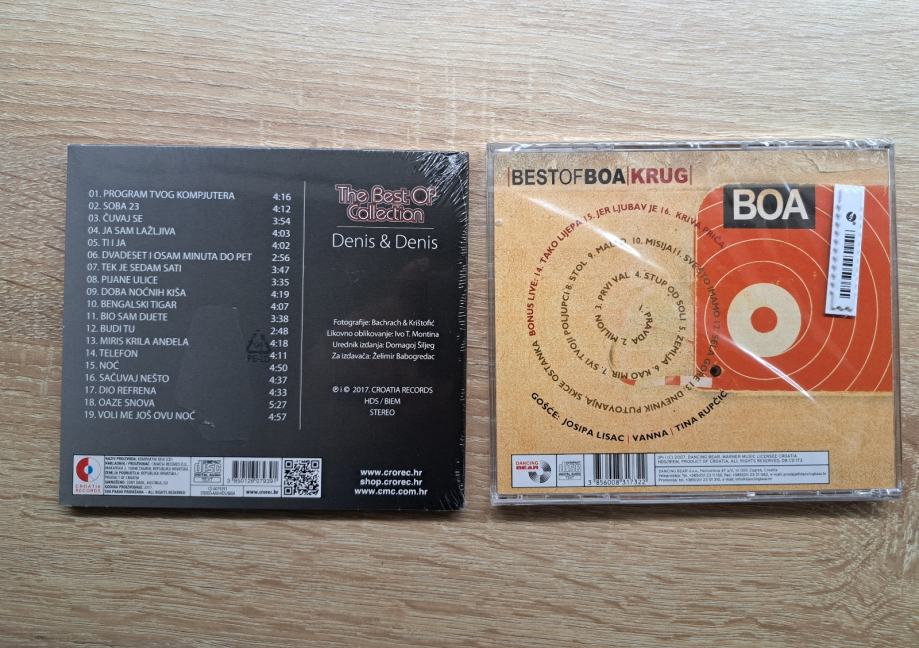 01. PROGRAM TVOG KOMPJUTERA 4:16
02. SOBA 23 4:12
03. ČUVAJ SE 3:54
04. JA SAM LAŽLJIVA 4:03
05. TI I JA 4:02
06. DVADESET I OSAM MINUTA DO PET 2:56
07. TEK JE SEDAM SATI 3:47
08. PIJANE ULICE 3:35
09. DOBA NOĆNIH KIŠA 4:19
10. BENGALSKI TIGAR 4:07
11. BIO SAM DIJETE 3:38
12. BUDI TU 2:48
13. MIRIS KRILA ANĐELA 4:18
14. TELEFON 4:11
15. NOĆ 4:50
16. SAČUVAJ NEŠTO 4:37
17. DIO REFRENA 4:33
18. OAZE SNOVA 5:27
19. VOLI ME JOŠ OVU NOĆ 4:57
The Best Of
Collection
Denis & Denis
Fotografije: Bachrach & Krištofić
Likovno oblikovanje: Ivo T. Montina
Urednik izdanja: Domagoj Šiljeg
Za izdavača: Želimir Babogredac
℗ i © 2017. CROATIA RECORDS
HDS / BIEM
STEREO
www.crorec.hr
shop.crorec.hr
www.cmc.com.hr
CROATIA
RECORDS
www.crorec.hr
|BESTOFBOA|KRUG|
BOA
1. PRAVDA 2. MILION 3. PRVI VAL 4. STUP OD SOLI 5. ZEMLJA 6. KAO MIR 7. SVI TVOJI POLJUPCI 8. STOL 9. 10. MISIJA 11. SVE ŠTO IMAMO 12. 13. DNEVNIK PUTOVANJA, SKICE OSTANKA BONUS LIVE: 14. TAKO LIJEPA 15. JER LJUBAV JE 16. KRIVA
GOŠĆE: JOSIPA LISAC | VANNA | TINA RUPČIĆ
DANCING
BEAR
3 856008 317322